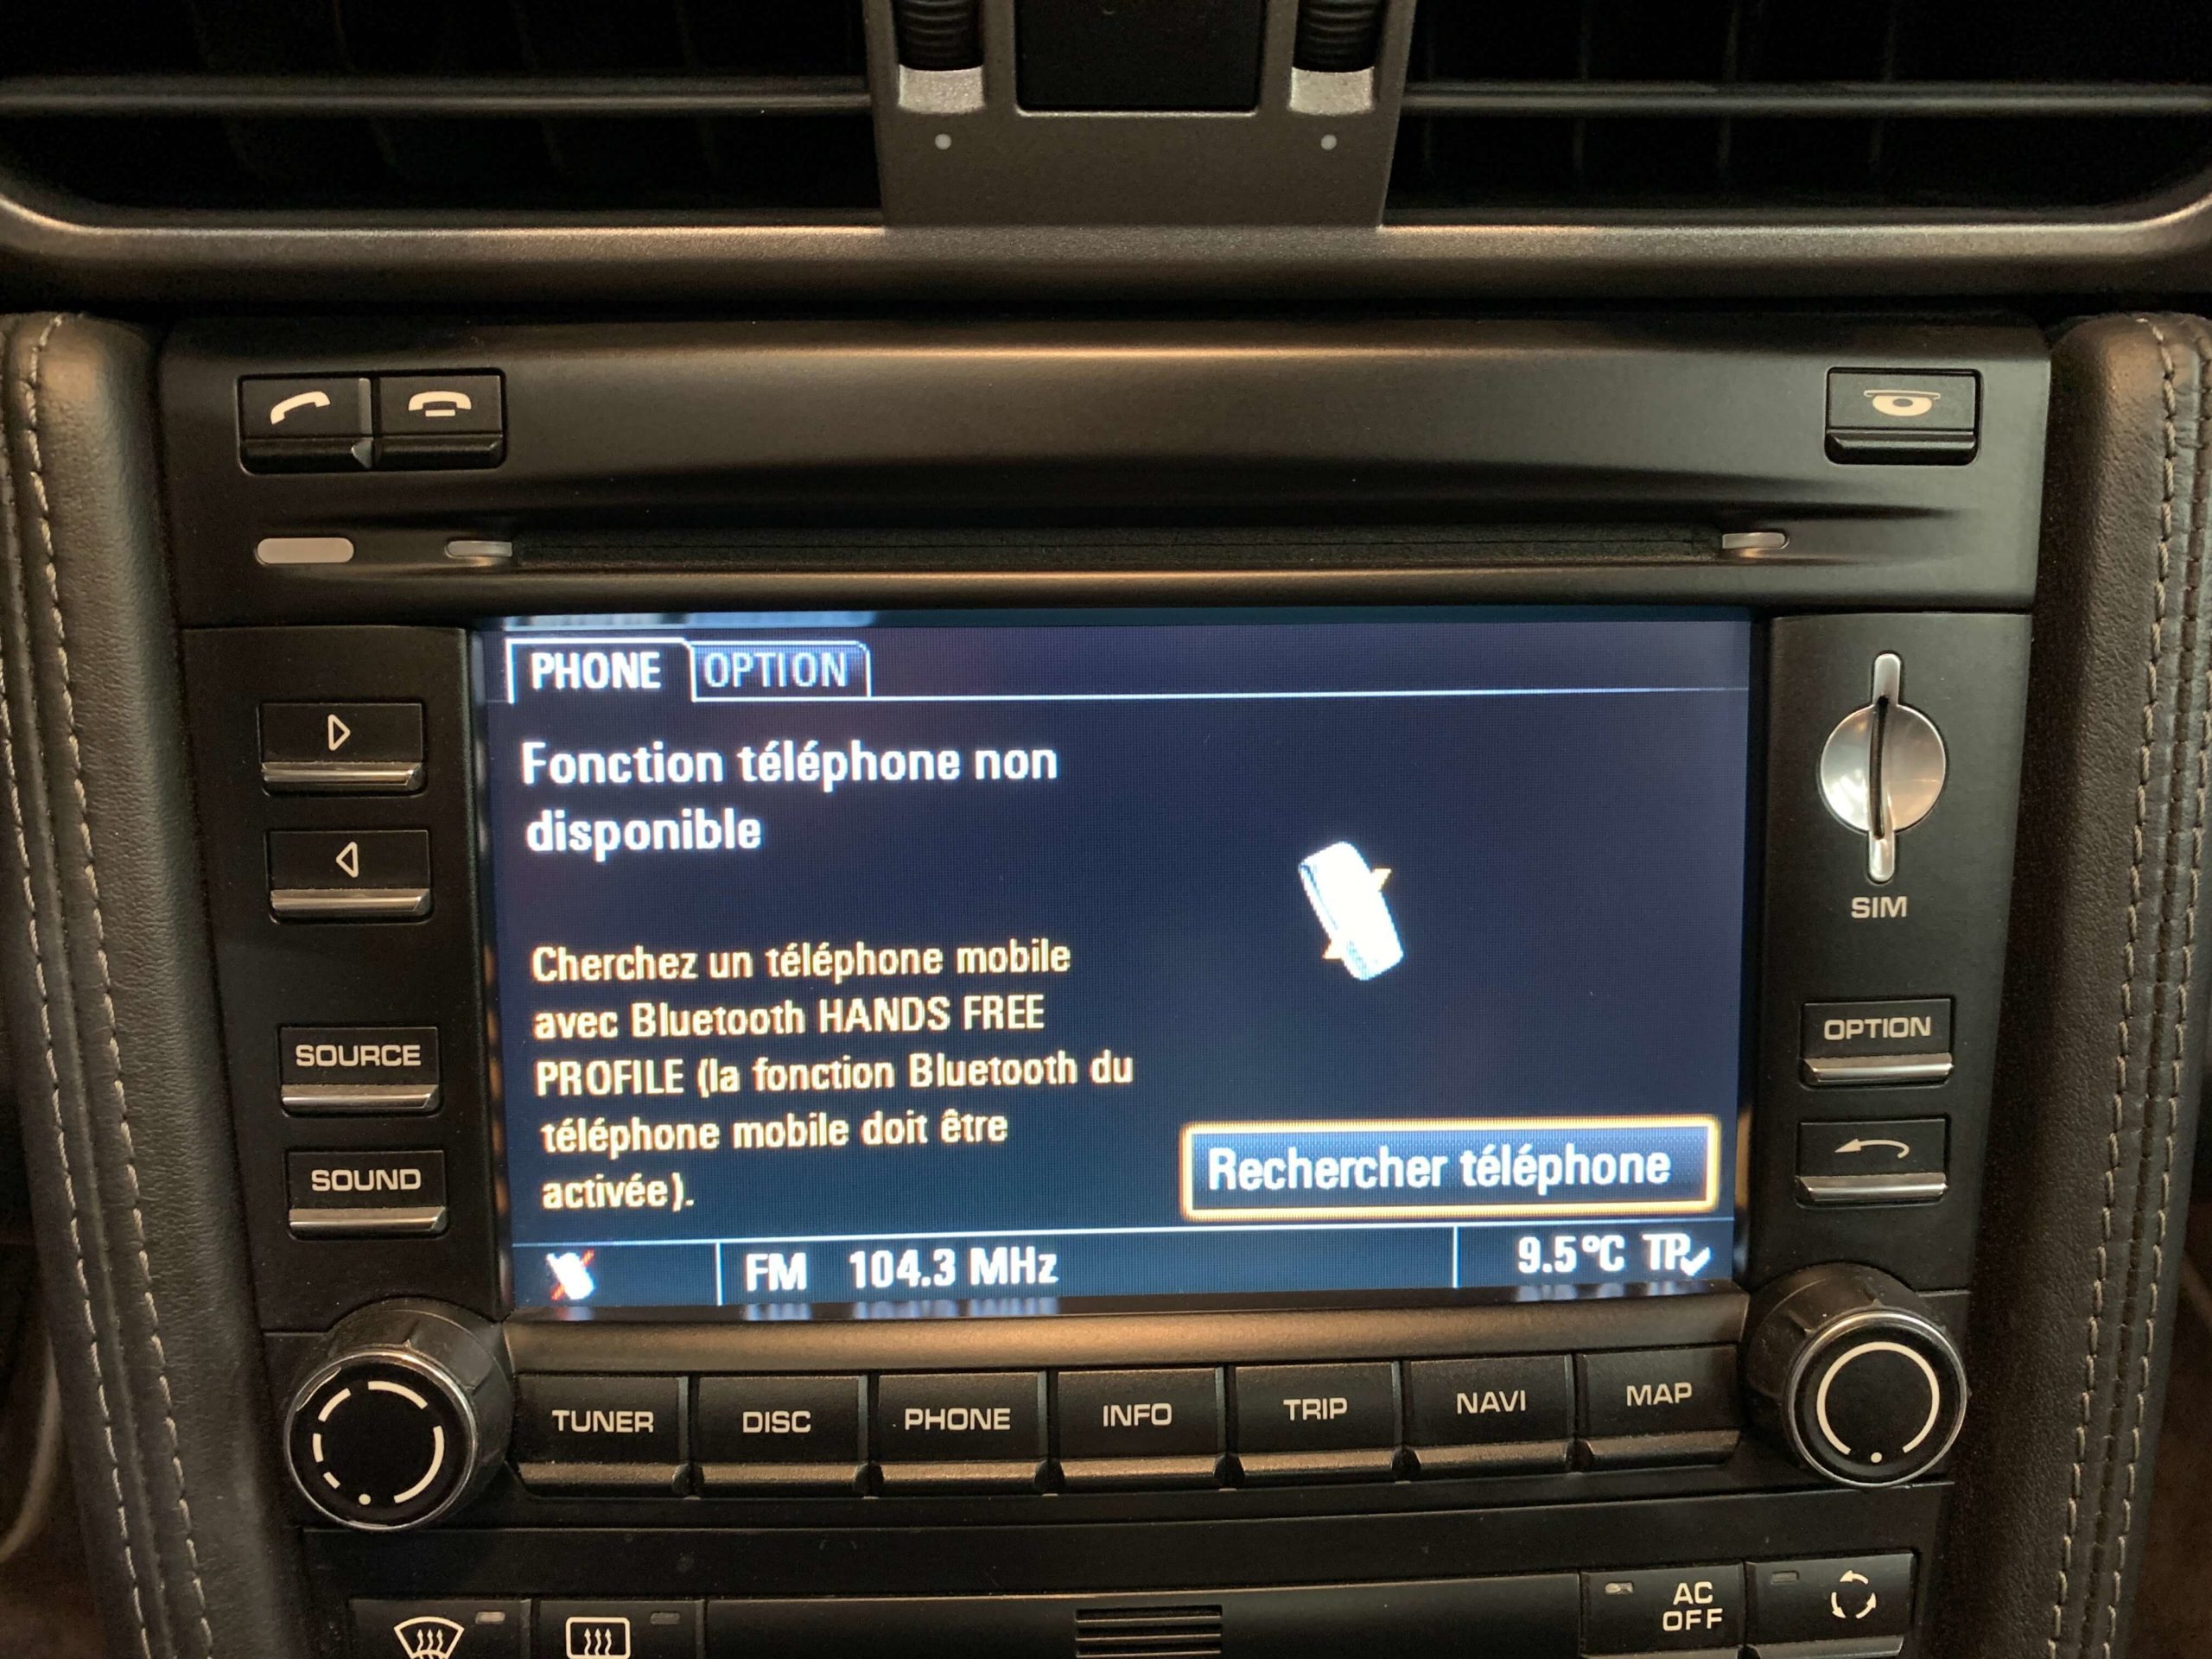 PHONE OPTION
Fonction téléphone non
disponible
Cherchez un téléphone mobile
avec Bluetooth HANDS FREE
PROFILE (la fonction Bluetooth du
téléphone mobile doit être
activée).
Rechercher téléphone
FM 104.3 MHz 9.5°C TP
SIM
SOURCE
OPTION
SOUND
TUNER DISC PHONE INFO TRIP NAVI MAP
AC
OFF